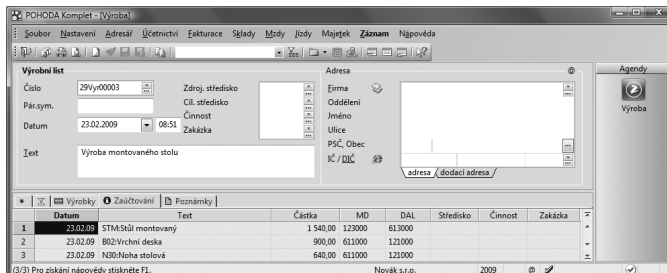 POHODA Komplet - [Výroba]
Soubor Nastavení Adresář Účetnictví Fakturace Sklady Mzdy Jízdy Majetek Záznam Nápověda
Výrobní list
Adresa @
Agendy
Číslo 29Vyr00003 Zdroj. středisko Firma
Pár.sym. Cíl. středisko Oddělení
Činnost Jméno
Výroba
Datum 23.02.2009 08:51 Zakázka Ulice
PSČ, Obec
Text Výroba montovaného stolu IČ / DIČ
adresa dodací adresa
Výrobky Zaúčtování Poznámky
Datum Text Částka MD DAL Středisko Činnost Zakázka
1 23.02.09 STM:Stůl montovaný 1 540,00 123000 613000
2 23.02.09 B02:Vrchní deska 900,00 611000 121000
3 23.02.09 N30:Noha stolová 640,00 611000 121000
(3/3) Pro získání nápovědy stiskněte F1. Novák s.r.o. 2009 @